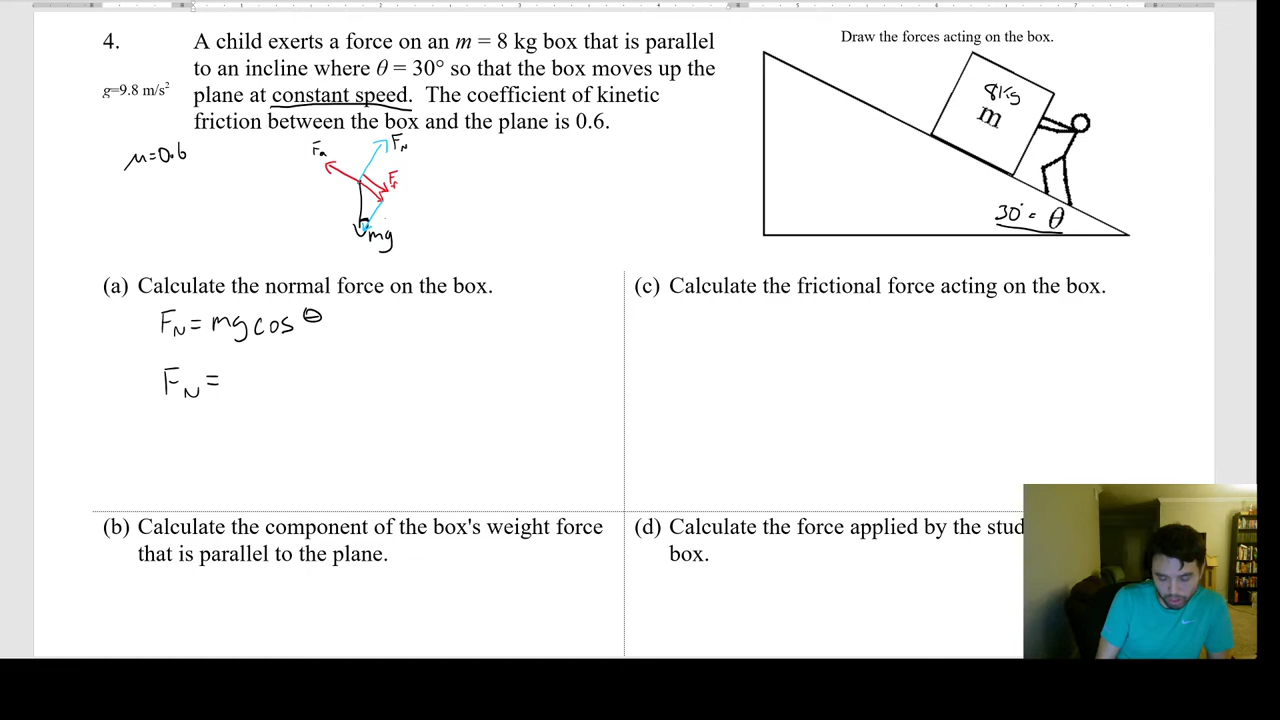 4. A child exerts a force on an m = 8 kg box that is parallel
to an incline where θ = 30° so that the box moves up the
g=9.8 m/s²
plane at constant speed. The coefficient of kinetic
friction between the box and the plane is 0.6.
μ=0.6
Fa
FN
Ff
mg
Draw the forces acting on the box.
8Kg
m
30° = θ
(a) Calculate the normal force on the box.
FN = mg cos θ
FN =
(b) Calculate the component of the box's weight force
that is parallel to the plane.
(c) Calculate the frictional force acting on the box.
(d) Calculate the force applied by the stud
box.